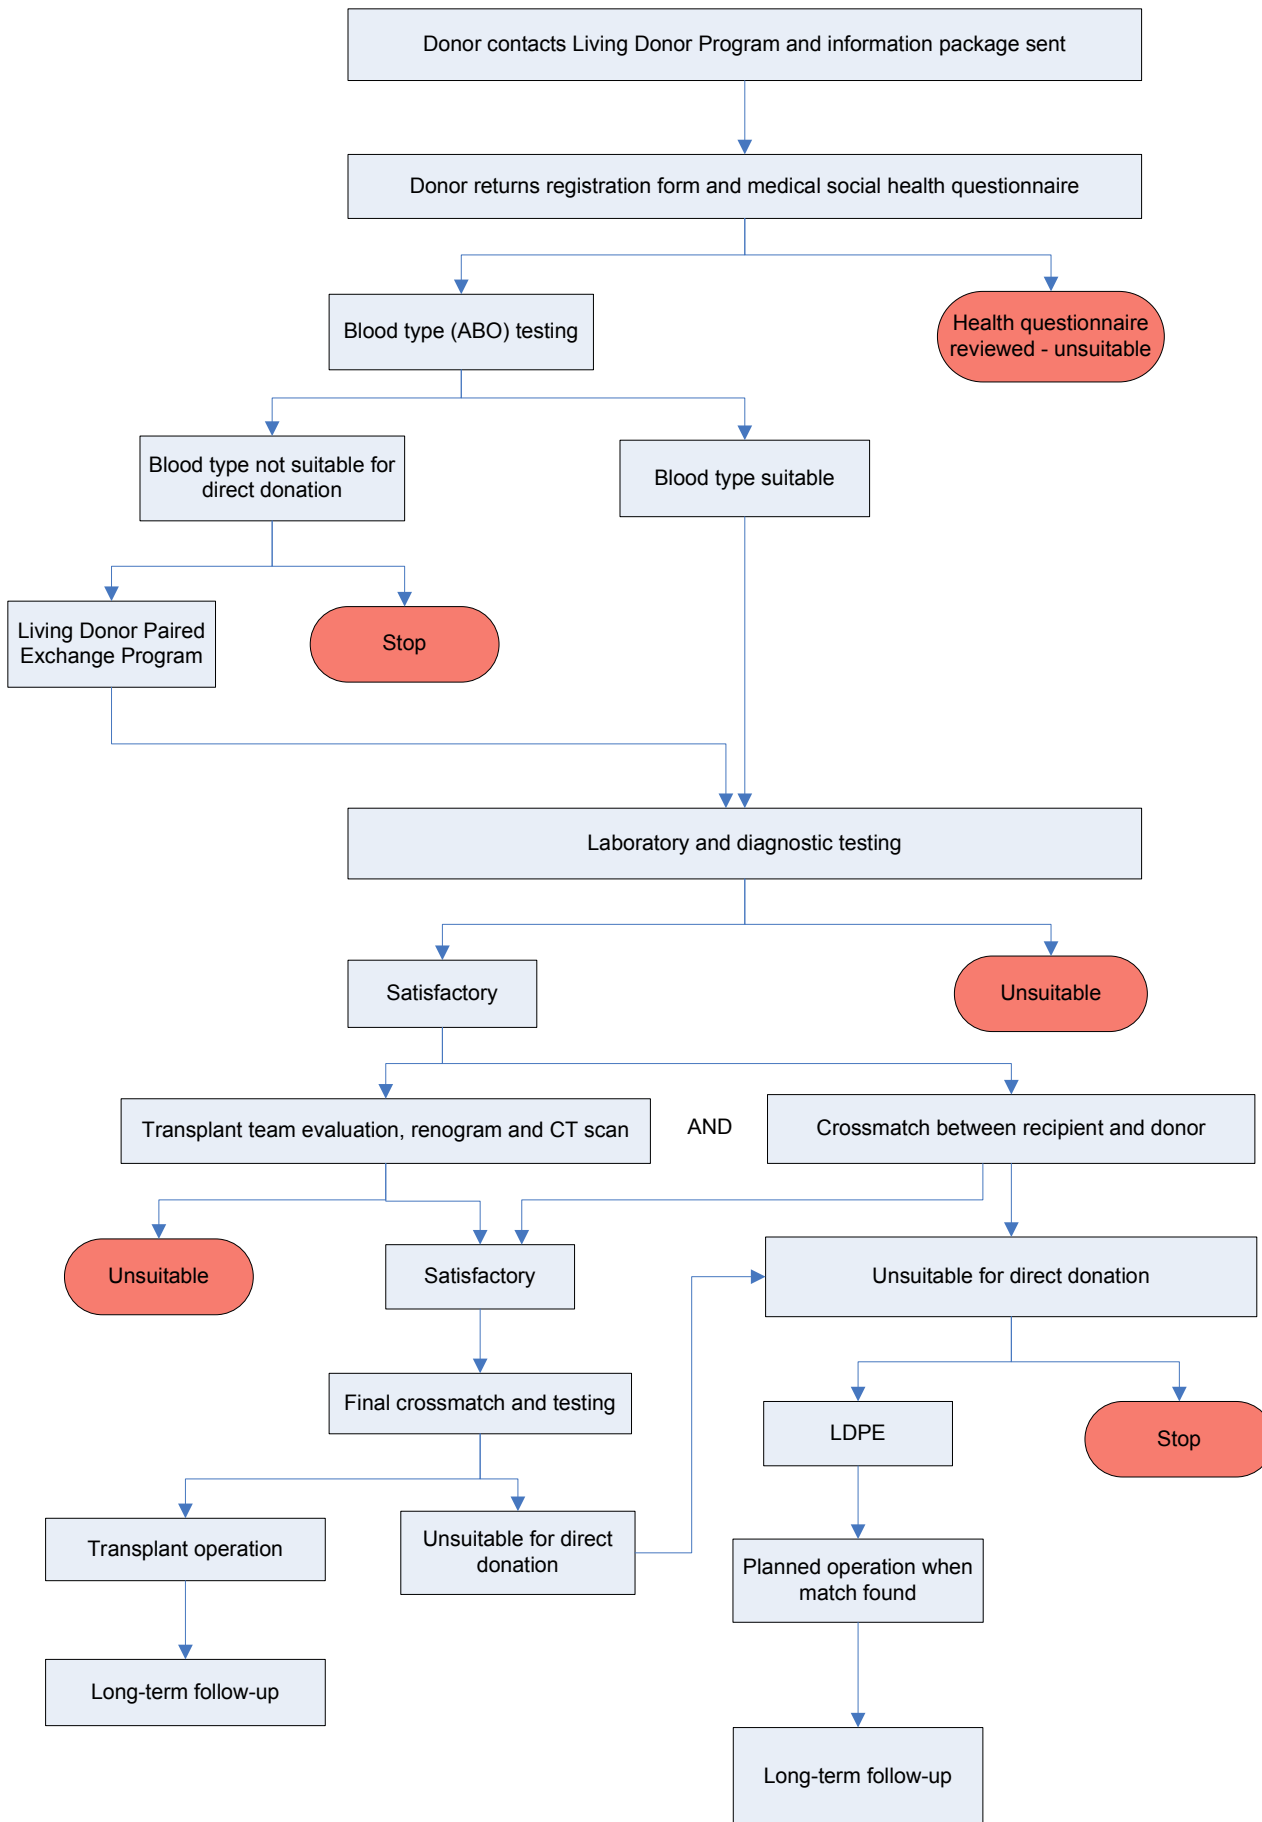 Donor contacts Living Donor Program and information package sent
Donor returns registration form and medical social health questionnaire
Blood type (ABO) testing
Health questionnaire
reviewed - unsuitable
Blood type not suitable for
direct donation
Blood type suitable
Living Donor Paired
Exchange Program
Stop
Laboratory and diagnostic testing
Satisfactory
Unsuitable
Transplant team evaluation, renogram and CT scan
AND
Crossmatch between recipient and donor
Unsuitable
Satisfactory
Unsuitable for direct donation
Final crossmatch and testing
LDPE
Stop
Transplant operation
Unsuitable for direct
donation
Planned operation when
match found
Long-term follow-up
Long-term follow-up